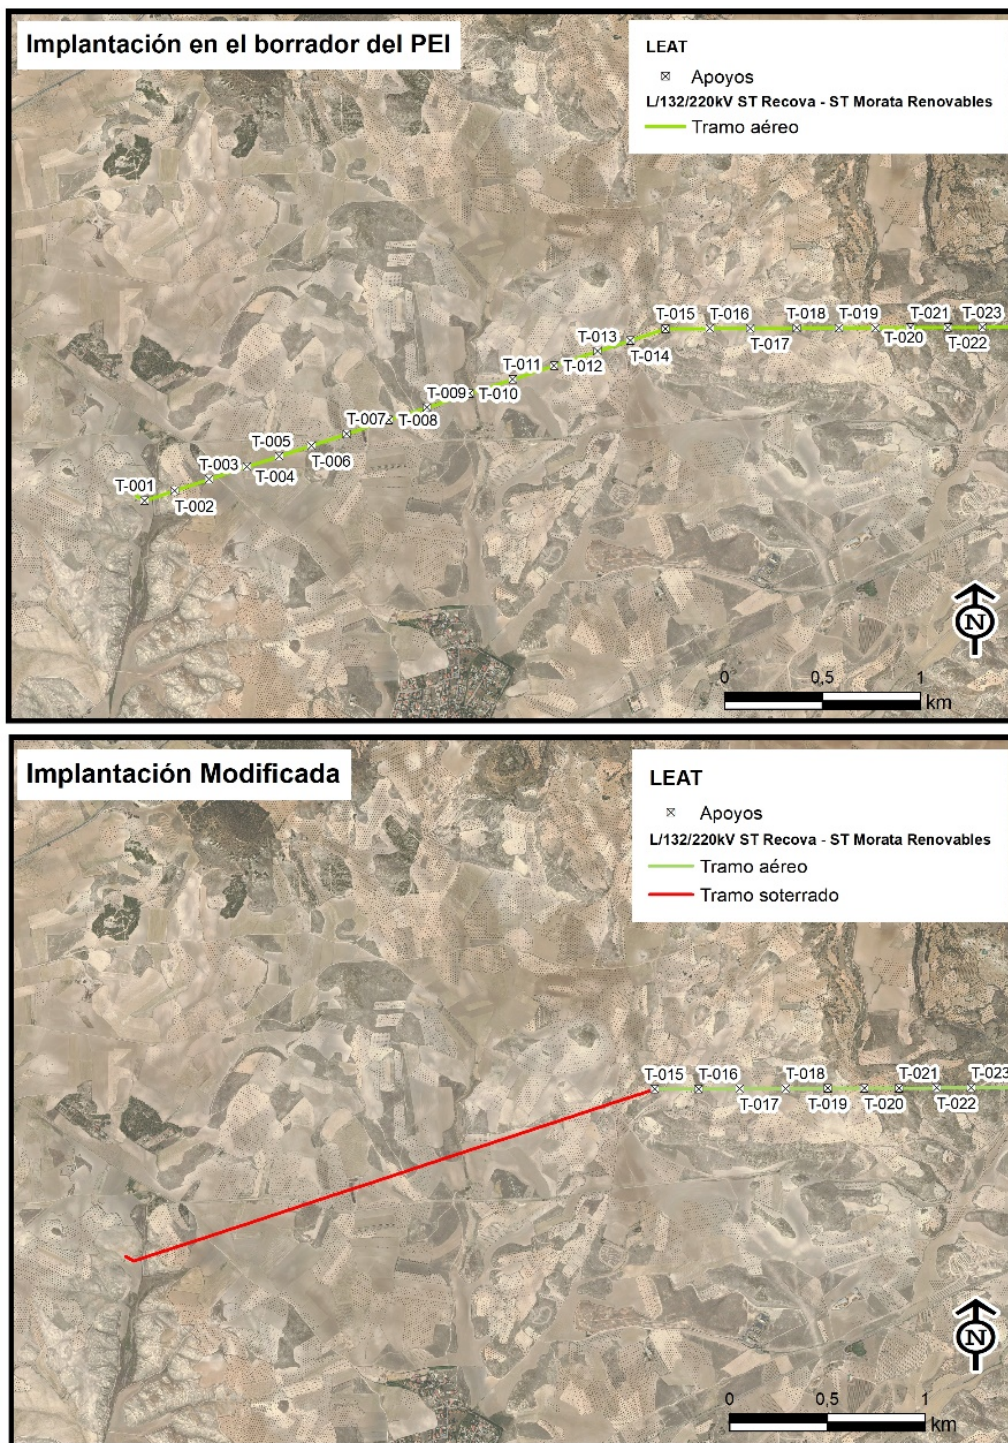 Implantación en el borrador del PEI
LEAT
Apoyos
L/132/220kV ST Recova - ST Morata Renovables
Tramo aéreo
T-015
T-016
T-018
T-019
T-021
T-023
T-013
T-017
T-020
T-022
T-011
T-014
T-012
T-009
T-010
T-007
T-008
T-005
T-006
T-003
T-004
T-001
T-002
N
0 0,5 1
km
Implantación Modificada
LEAT
Apoyos
L/132/220kV ST Recova - ST Morata Renovables
Tramo aéreo
Tramo soterrado
T-015
T-016
T-018
T-021
T-023
T-017
T-019
T-020
T-022
N
0 0,5 1
km